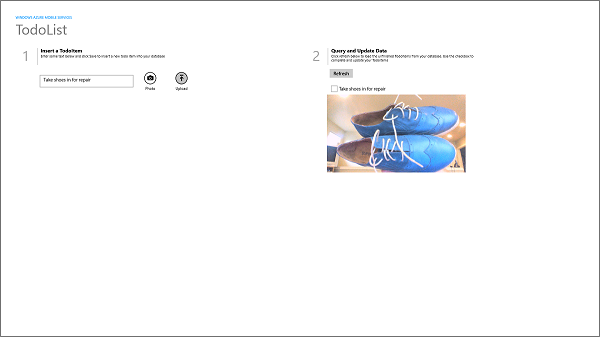 WINDOWS AZURE MOBILE SERVICES
TodoList
1
Insert a TodoItem
Enter some text below and click Save to insert a new todo item into your database
Take shoes in for repair
Photo
Upload
2
Query and Update Data
Click refresh below to load the unfinished TodoItems from your database. Use the checkbox to
complete and update your TodoItems
Refresh
Take shoes in for repair